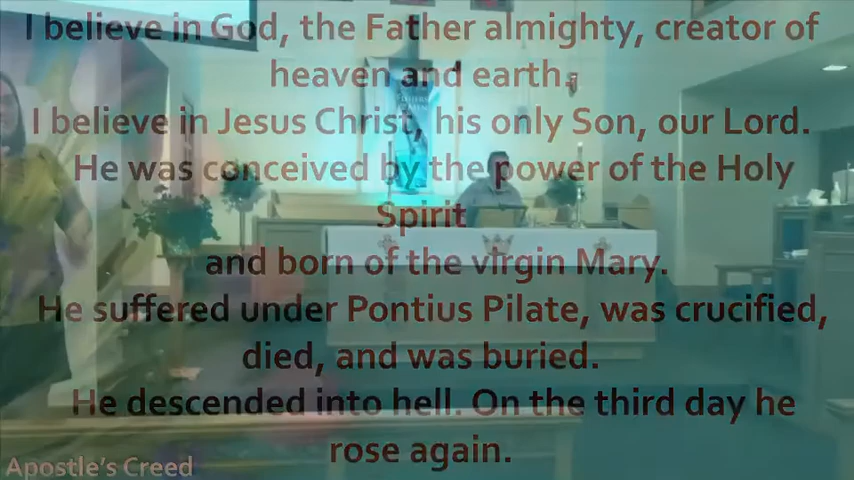 I believe in God, the Father almighty, creator of
heaven and earth.
I believe in Jesus Christ, his only Son, our Lord.
He was conceived by the power of the Holy
Spirit
and born of the virgin Mary.
He suffered under Pontius Pilate, was crucified,
died, and was buried.
He descended into hell. On the third day he
rose again.
Apostle's Creed